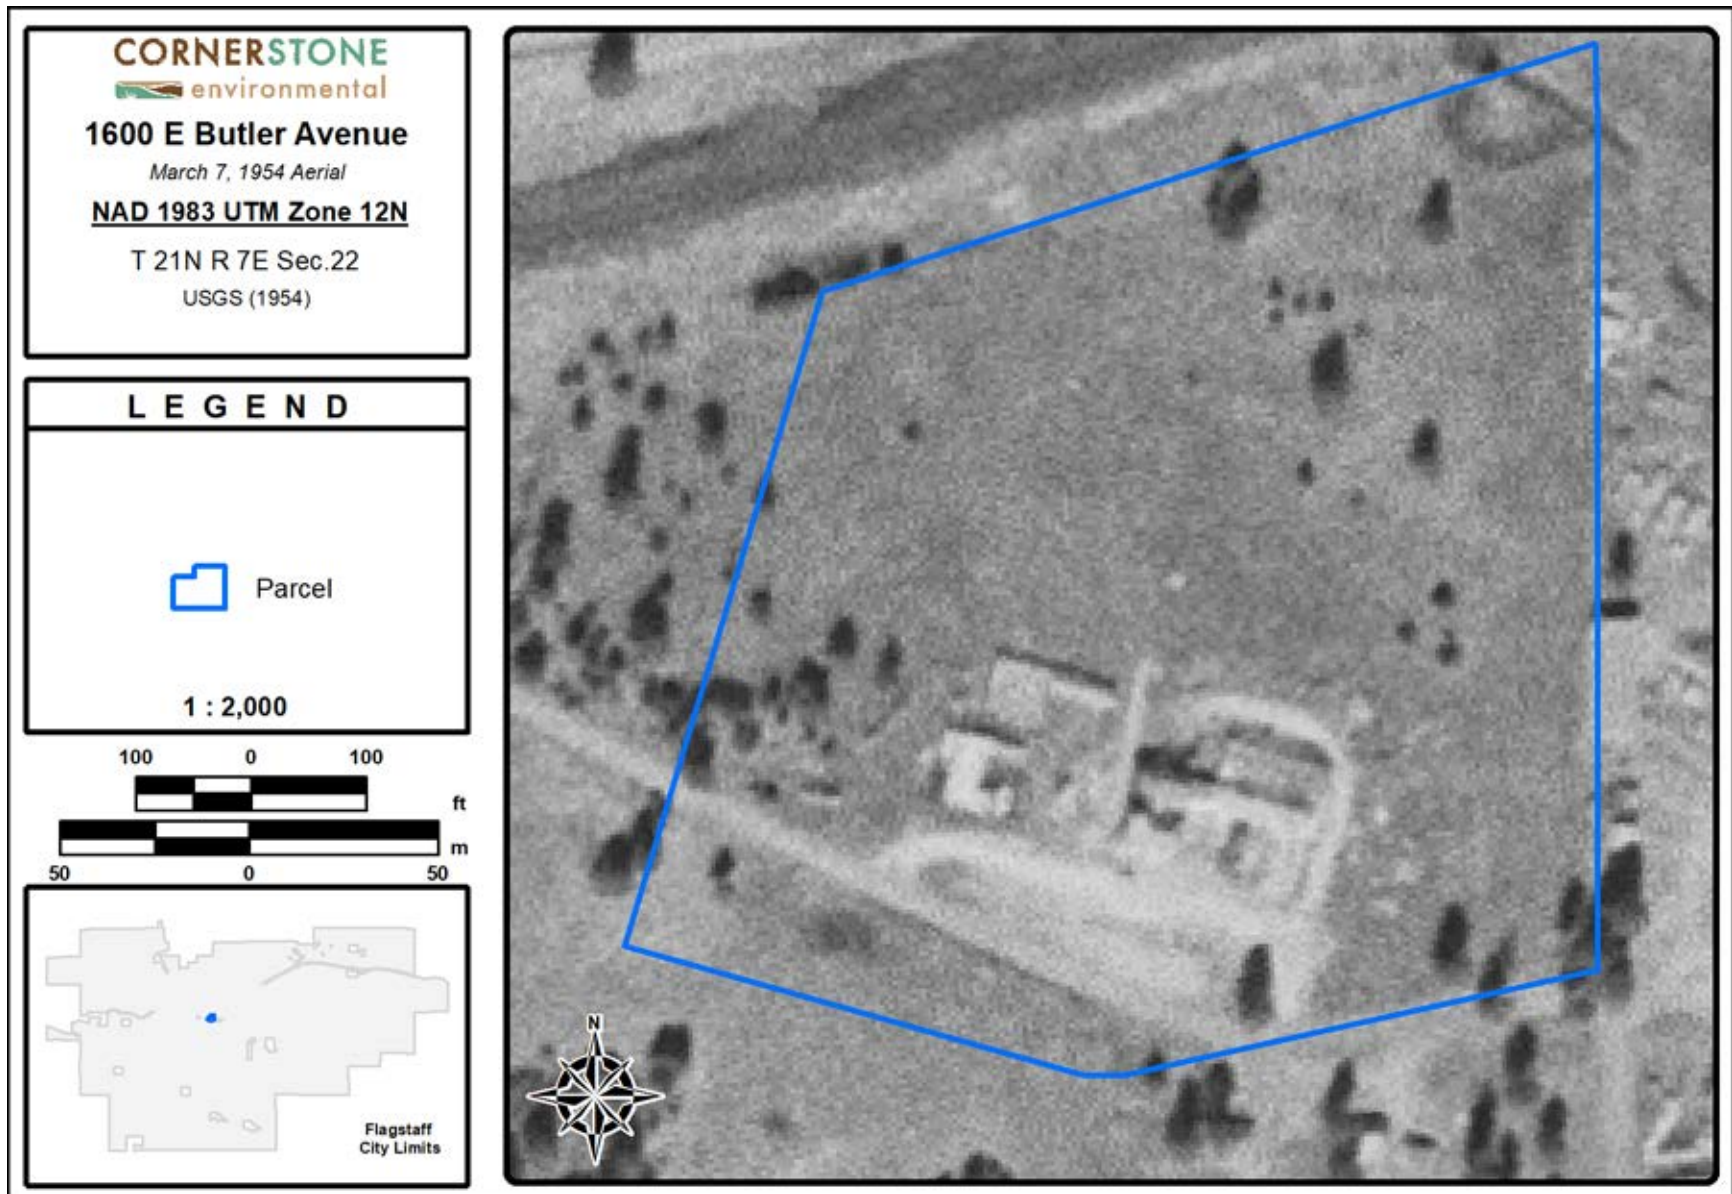 CORNERSTONE
environmental
1600 E Butler Avenue
March 7, 1954 Aerial
NAD 1983 UTM Zone 12N
T 21N R 7E Sec.22
USGS (1954)
L E G E N D
Parcel
1 : 2,000
100 0 100
ft
m
50 0 50
Flagstaff
City Limits
N